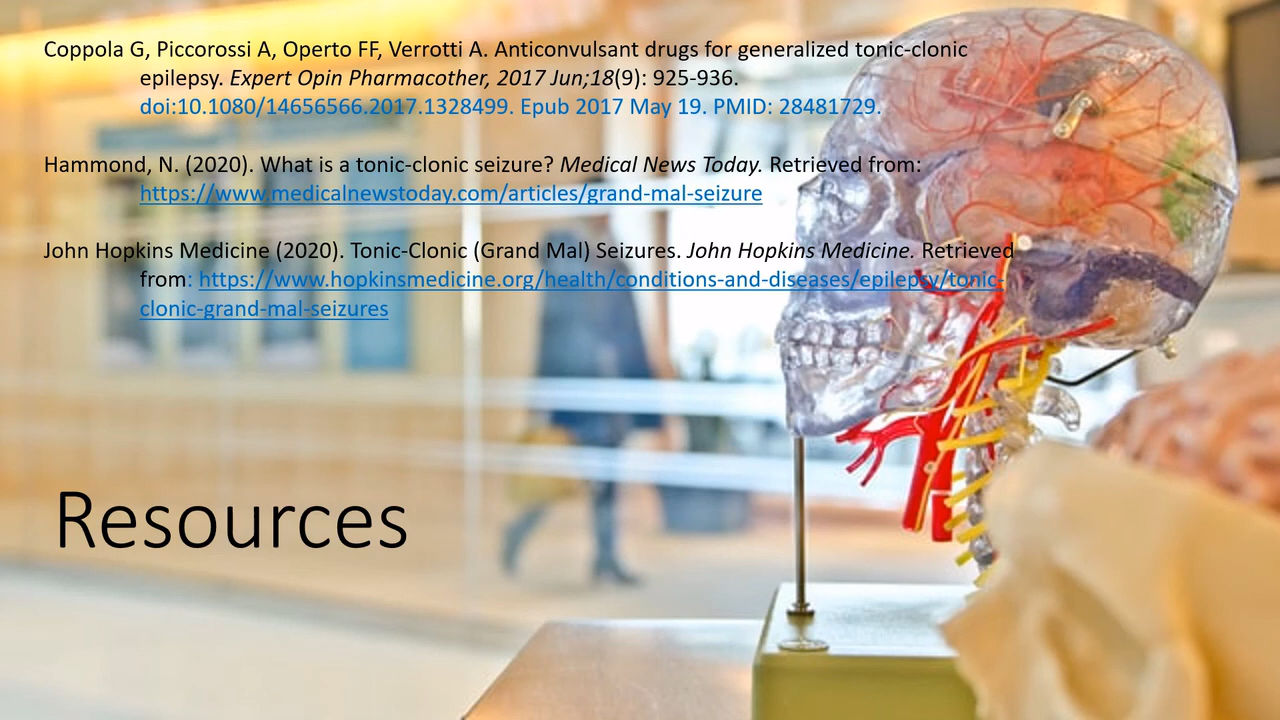 Coppola G, Piccorossi A, Operto FF, Verrotti A. Anticonvulsant drugs for generalized tonic-clonic
epilepsy. Expert Opin Pharmacother, 2017 Jun;18(9): 925-936.
doi:10.1080/14656566.2017.1328499. Epub 2017 May 19. PMID: 28481729.
Hammond, N. (2020). What is a tonic-clonic seizure? Medical News Today. Retrieved from:
https://www.medicalnewstoday.com/articles/grand-mal-seizure
John Hopkins Medicine (2020). Tonic-Clonic (Grand Mal) Seizures. John Hopkins Medicine. Retrieved
from: https://www.hopkinsmedicine.org/health/conditions-and-diseases/epilepsy/tonic-
clonic-grand-mal-seizures
Resources